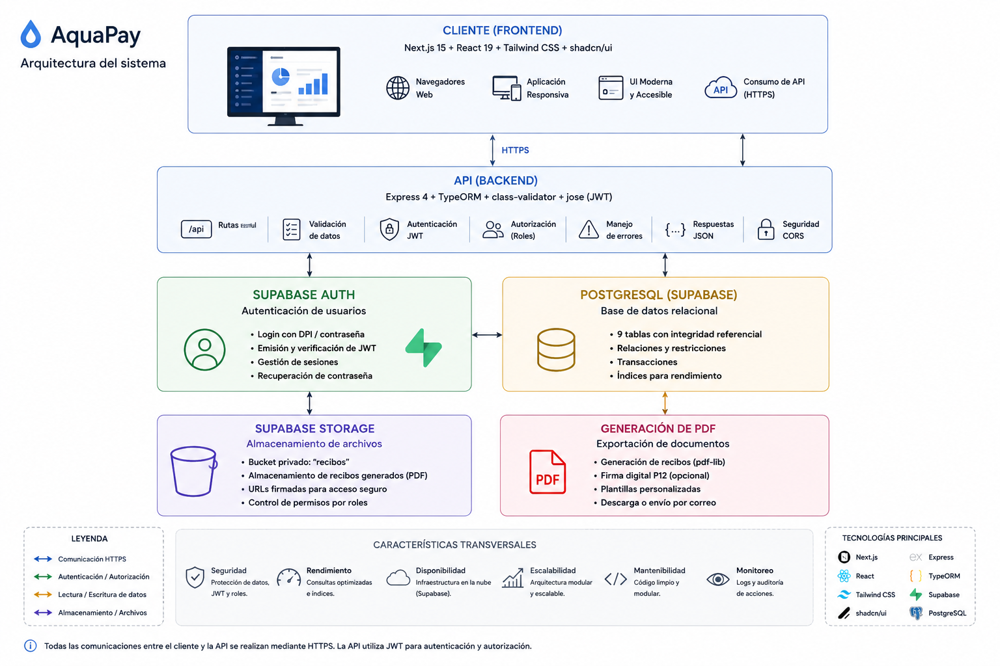 AquaPay
Arquitectura del sistema
CLIENTE (FRONTEND)
Next.js 15 + React 19 + Tailwind CSS + shadcn/ui
Navegadores
Web
Aplicación
Responsiva
UI Moderna
y Accesible
API
Consumo de API
(HTTPS)
HTTPS
API (BACKEND)
Express 4 + TypeORM + class-validator + jose (JWT)
/api
Rutas
Validación
de datos
Autenticación
JWT
Autorización
(Roles)
Manejo
de errores
{...}
Respuestas
JSON
Seguridad
CORS
SUPABASE AUTH
Autenticación de usuarios
• Login con DPI / contraseña
• Emisión y verificación de JWT
• Gestión de sesiones
• Recuperación de contraseña
POSTGRESQL (SUPABASE)
Base de datos relacional
• 9 tablas con integridad referencial
• Relaciones y restricciones
• Transacciones
• Índices para rendimiento
SUPABASE STORAGE
Almacenamiento de archivos
• Bucket privado: “recibos”
• Almacenamiento de recibos generados (PDF)
• URLs firmadas para acceso seguro
• Control de permisos por roles
GENERACIÓN DE PDF
Exportación de documentos
PDF
• Generación de recibos (pdf-lib)
• Firma digital P12 (opcional)
• Plantillas personalizadas
• Descarga o envío por correo
LEYENDA
Comunicación HTTPS
Autenticación / Autorización
Lectura / Escritura de datos
Almacenamiento / Archivos
CARACTERÍSTICAS TRANSVERSALES
Seguridad
Protección de datos,
JWT y roles.
Rendimiento
Consultas optimizadas
e índices.
Disponibilidad
Infraestructura en la nube
(Supabase).
Escalabilidad
Arquitectura modular
y escalable.
</>
Mantenibilidad
Código limpio y
modular.
Monitoreo
Logs y auditoría
de acciones.
TECNOLOGÍAS PRINCIPALES
Next.js
ex Express
React
{ } TypeORM
Tailwind CSS
Supabase
shadcn/ui
PostgreSQL
i Todas las comunicaciones entre el cliente y la API se realizan mediante HTTPS. La API utiliza JWT para autenticación y autorización.